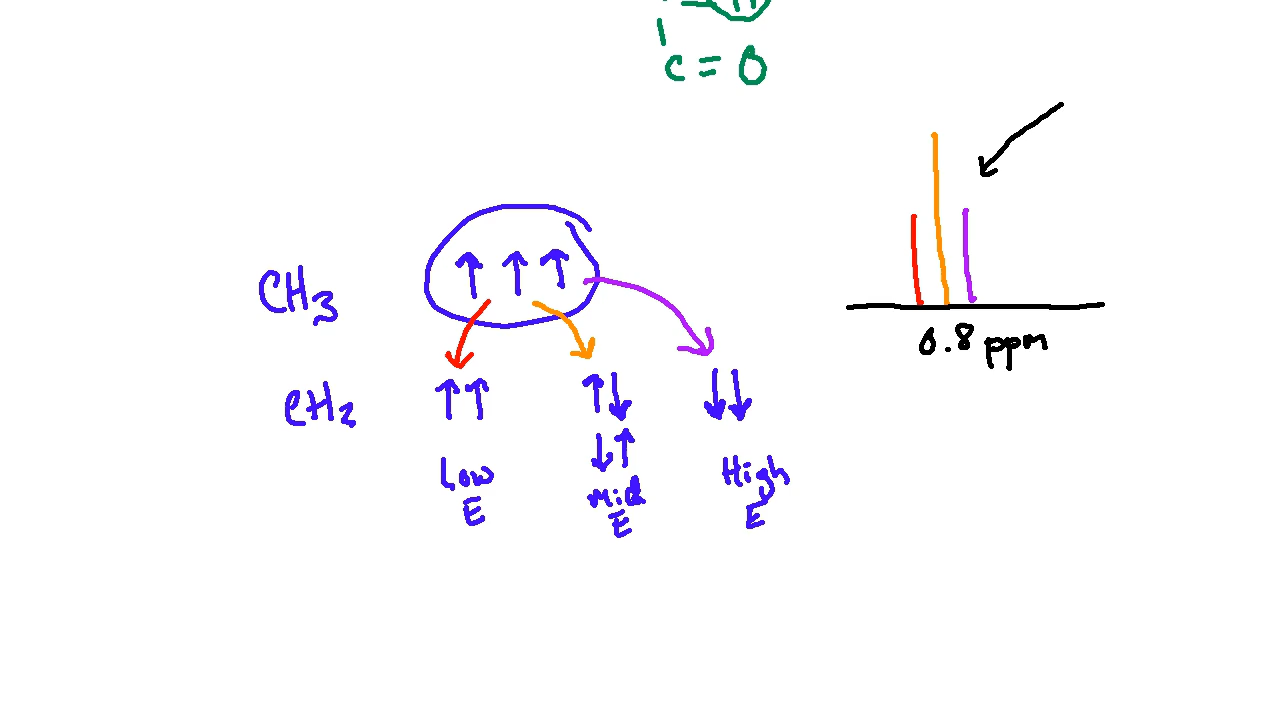 C = O
CH3
CH2
↑ ↑ ↑
↑↑
↑↓
↓↓
↓↑
Low
E
Mid
E
High
E
0.8 ppm